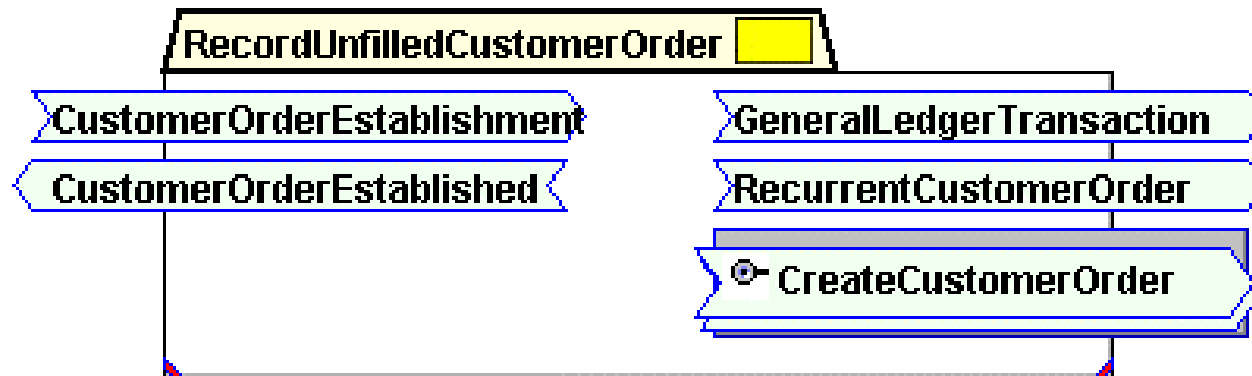 RecordUnfilledCustomerOrder
CustomerOrderEstablishment
GeneralLedgerTransaction
CustomerOrderEstablished
RecurrentCustomerOrder
CreateCustomerOrder